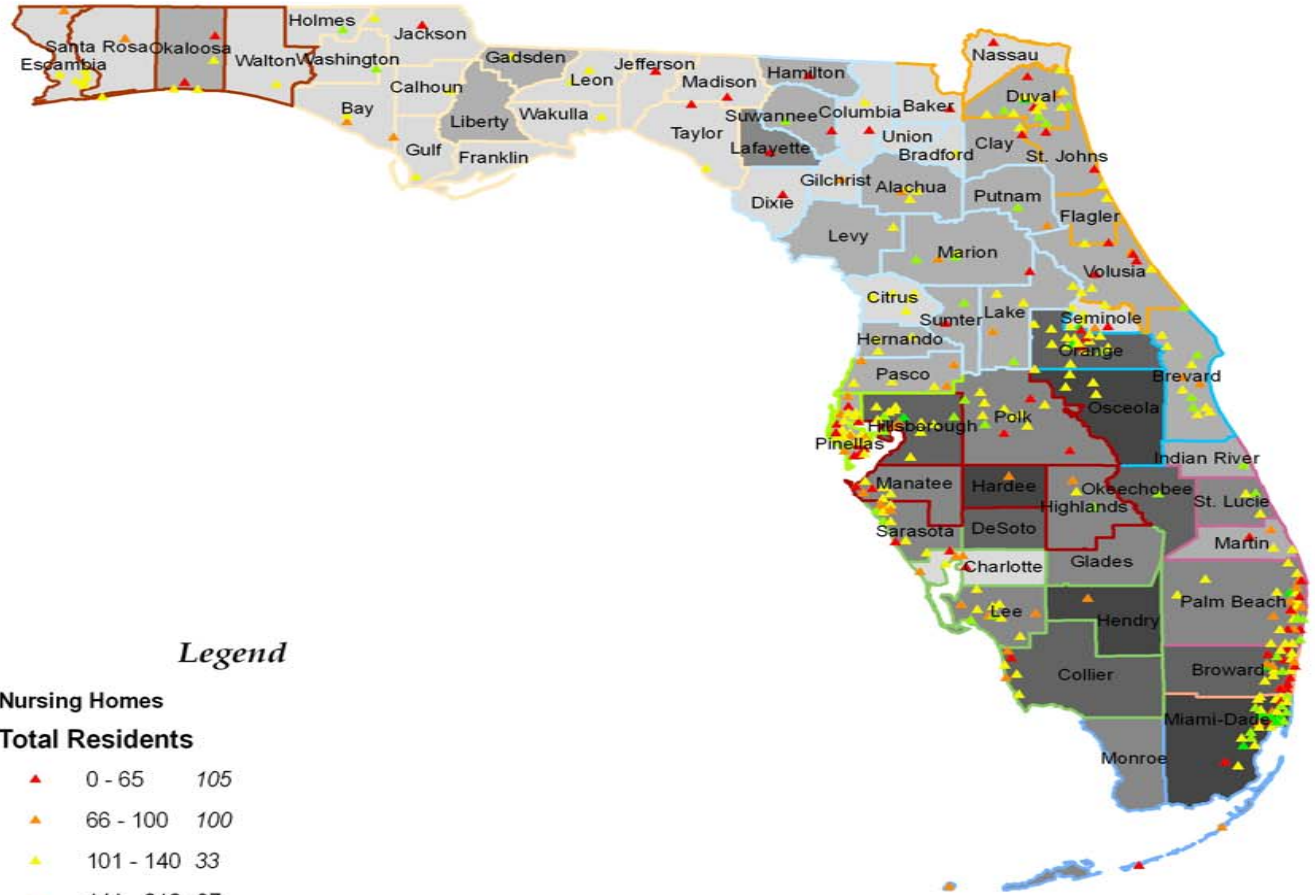 Holmes
Jackson
Nassau
Santa Rosa
Okaloosa
Escambia
Walton
Washington
Gadsden
Leon
Jefferson
Madison
Hamilton
Duval
Calhoun
Bay
Liberty
Wakulla
Taylor
Suwannee
Columbia
Baker
Lafayette
Union
Bradford
Clay
St. Johns
Gulf
Franklin
Gilchrist
Alachua
Putnam
Dixie
Flagler
Levy
Marion
Volusia
Citrus
Sumter
Lake
Seminole
Hernando
Orange
Pasco
Brevard
Osceola
Hillsborough
Polk
Pinellas
Indian River
Manatee
Hardee
Okeechobee
Highlands
St. Lucie
Sarasota
DeSoto
Martin
Charlotte
Glades
Lee
Hendry
Palm Beach
Collier
Broward
Miami-Dade
Monroe
Legend
Nursing Homes
Total Residents
0 - 65 105
66 - 100 100
101 - 140 33